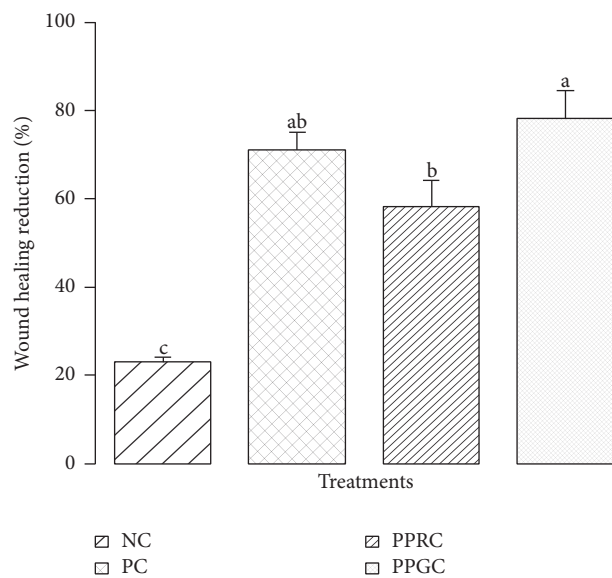 100
80
60
40
20
0
Wound healing reduction (%)
c
ab
b
a
Treatments
NC
PC
PPRC
PPGC